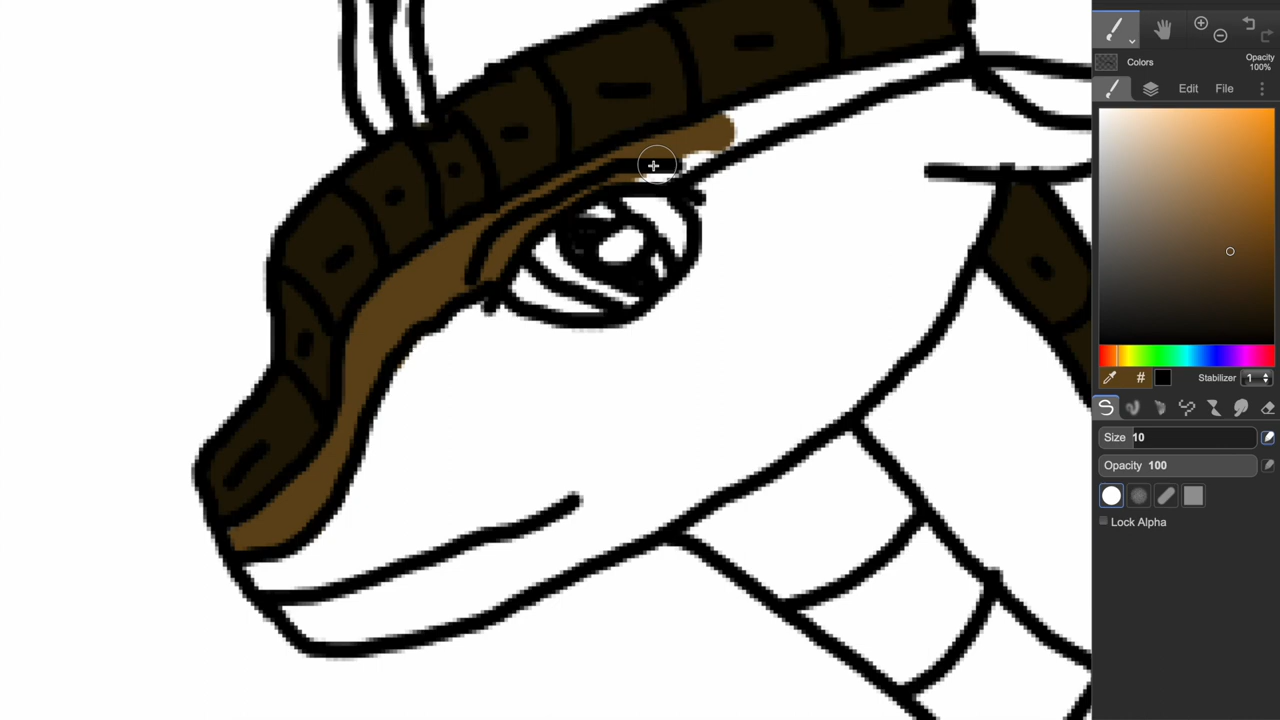 Colors
Opacity
100%
Edit File
# Stabilizer 1
Size 10
Opacity 100
Lock Alpha